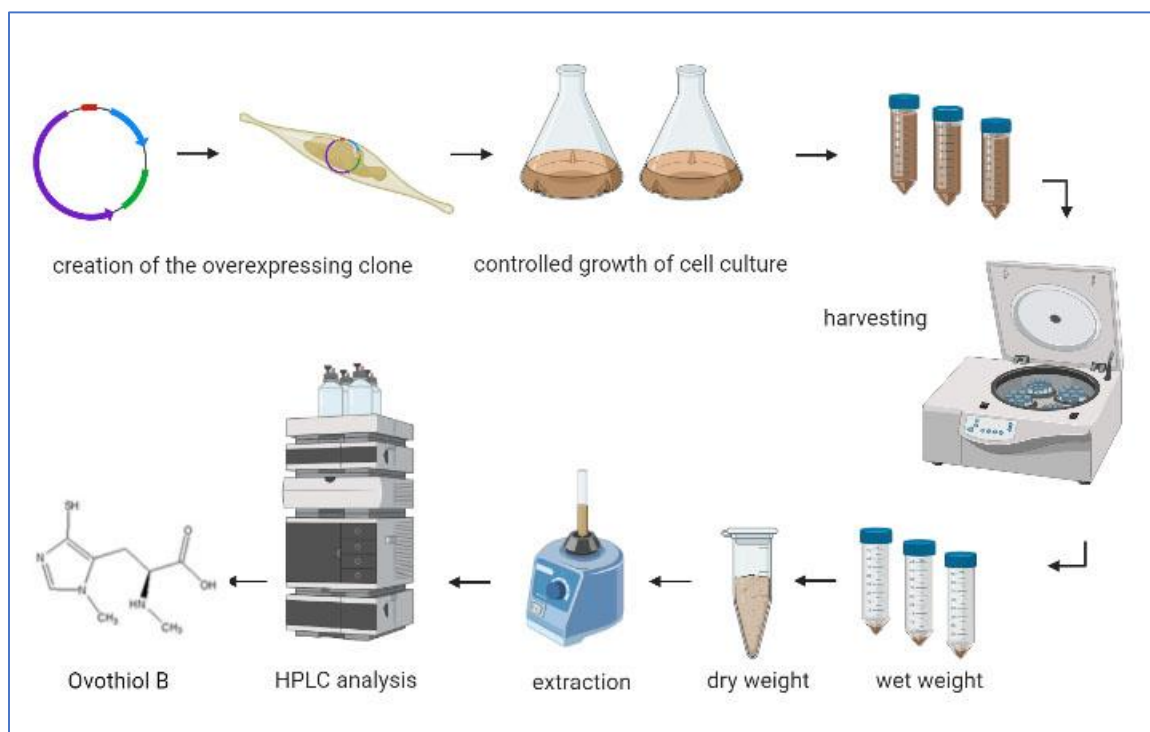 creation of the overexpressing clone
controlled growth of cell culture
harvesting
SH
N
N
CH₃
HN
CH₃
O
OH
Ovothiol B
HPLC analysis
extraction
dry weight
wet weight